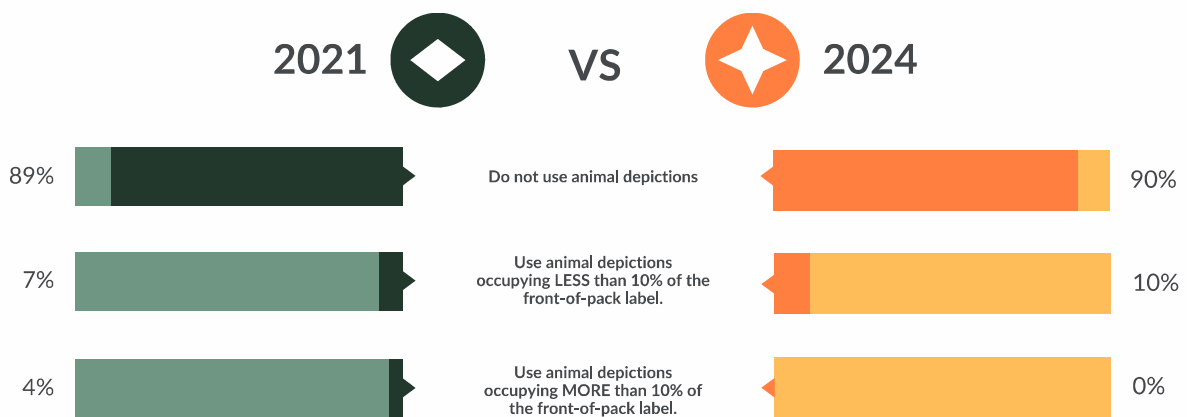 2021 VS 2024
89% Do not use animal depictions 90%
Use animal depictions
7% occupying LESS than 10% of the 10%
front-of-pack label.
Use animal depictions
4% occupying MORE than 10% of 0%
the front-of-pack label.